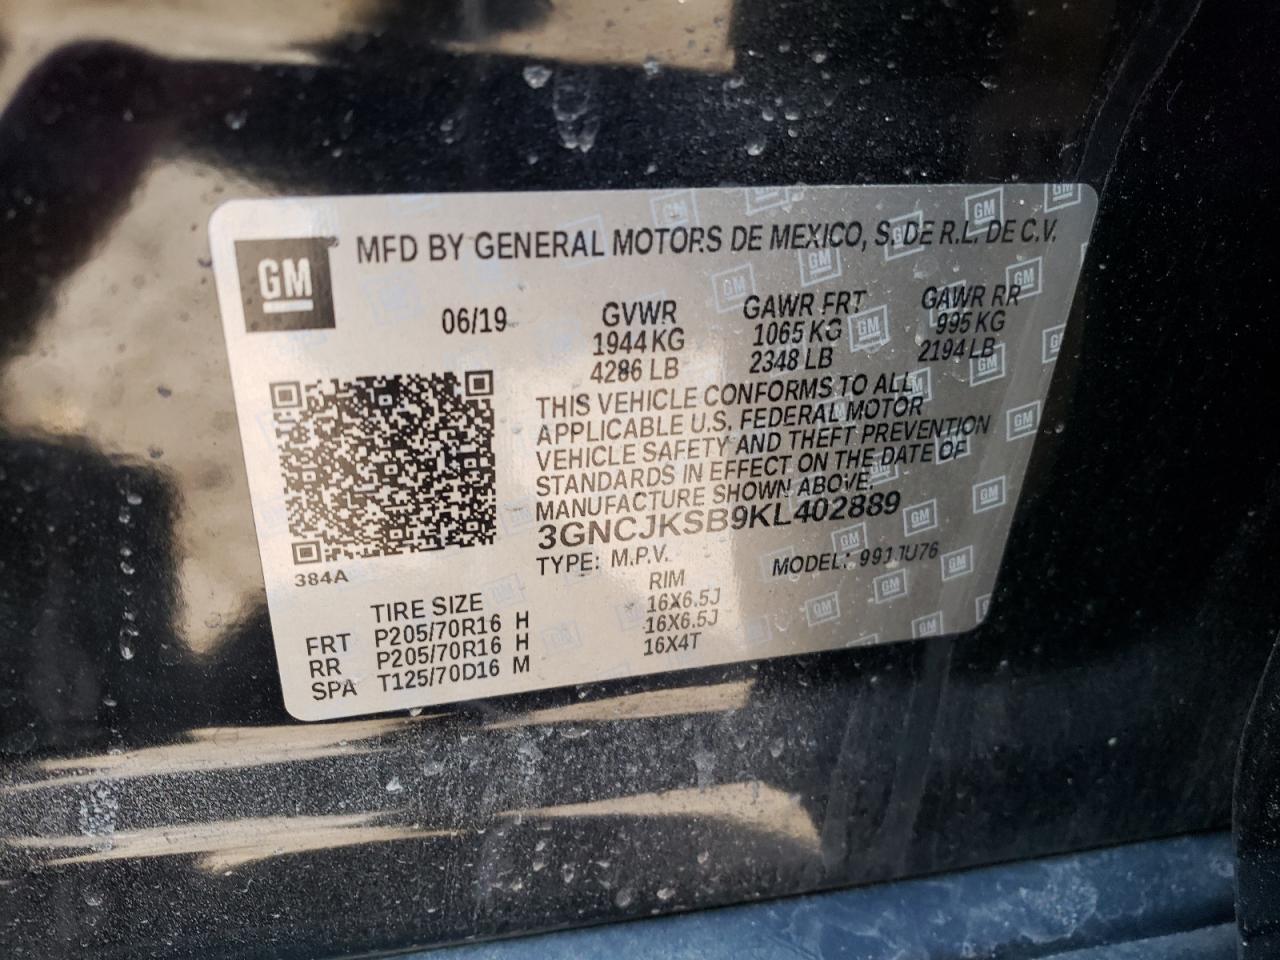 GM
MFD BY GENERAL MOTORS DE MEXICO, S. DE R.L. DE C.V.
06/19 GVWR GAWR FRT GAWR RR
1944 KG 1065 KG 995 KG
4286 LB 2348 LB 2194 LB
THIS VEHICLE CONFORMS TO ALL
APPLICABLE U.S. FEDERAL MOTOR
VEHICLE SAFETY AND THEFT PREVENTION
STANDARDS IN EFFECT ON THE DATE OF
MANUFACTURE SHOWN ABOVE.
3GNCJKSB9KL402889
TYPE: M.P.V. MODEL:
384A
TIRE SIZE RIM
FRT P205/70R16 H 16X6.5J
RR P205/70R16 H 16X6.5J
SPA T125/70D16 M 16X4T